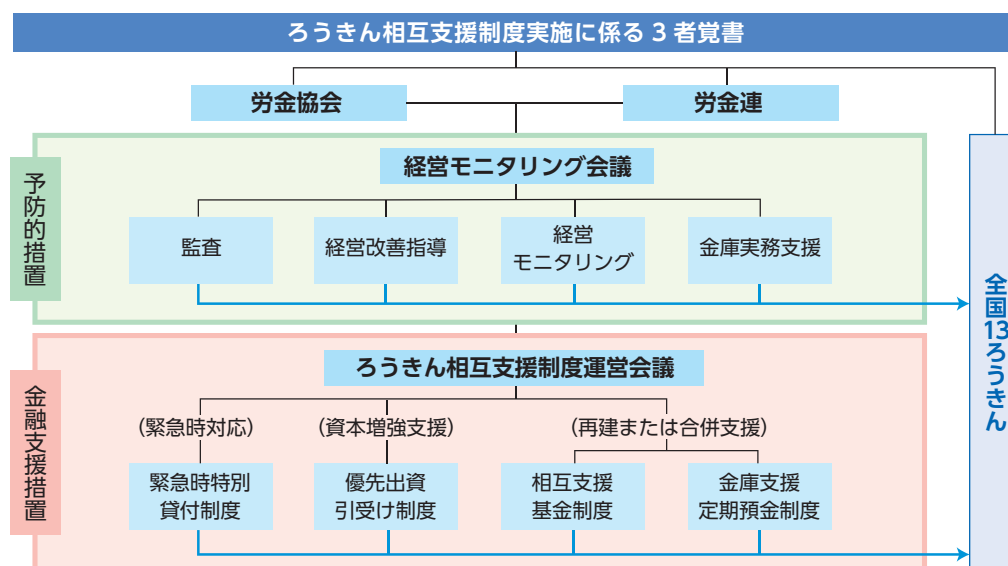 ろうきん相互支援制度実施に係る 3 者覚書
労金協会
労金連
予防的措置
経営モニタリング会議
監査
経営改善指導
経営
モニタリング
金庫実務支援
全国13ろうきん
金融支援措置
ろうきん相互支援制度運営会議
(緊急時対応)
(資本増強支援)
(再建または合併支援)
緊急時特別
貸付制度
優先出資
引受け制度
相互支援
基金制度
金庫支援
定期預金制度